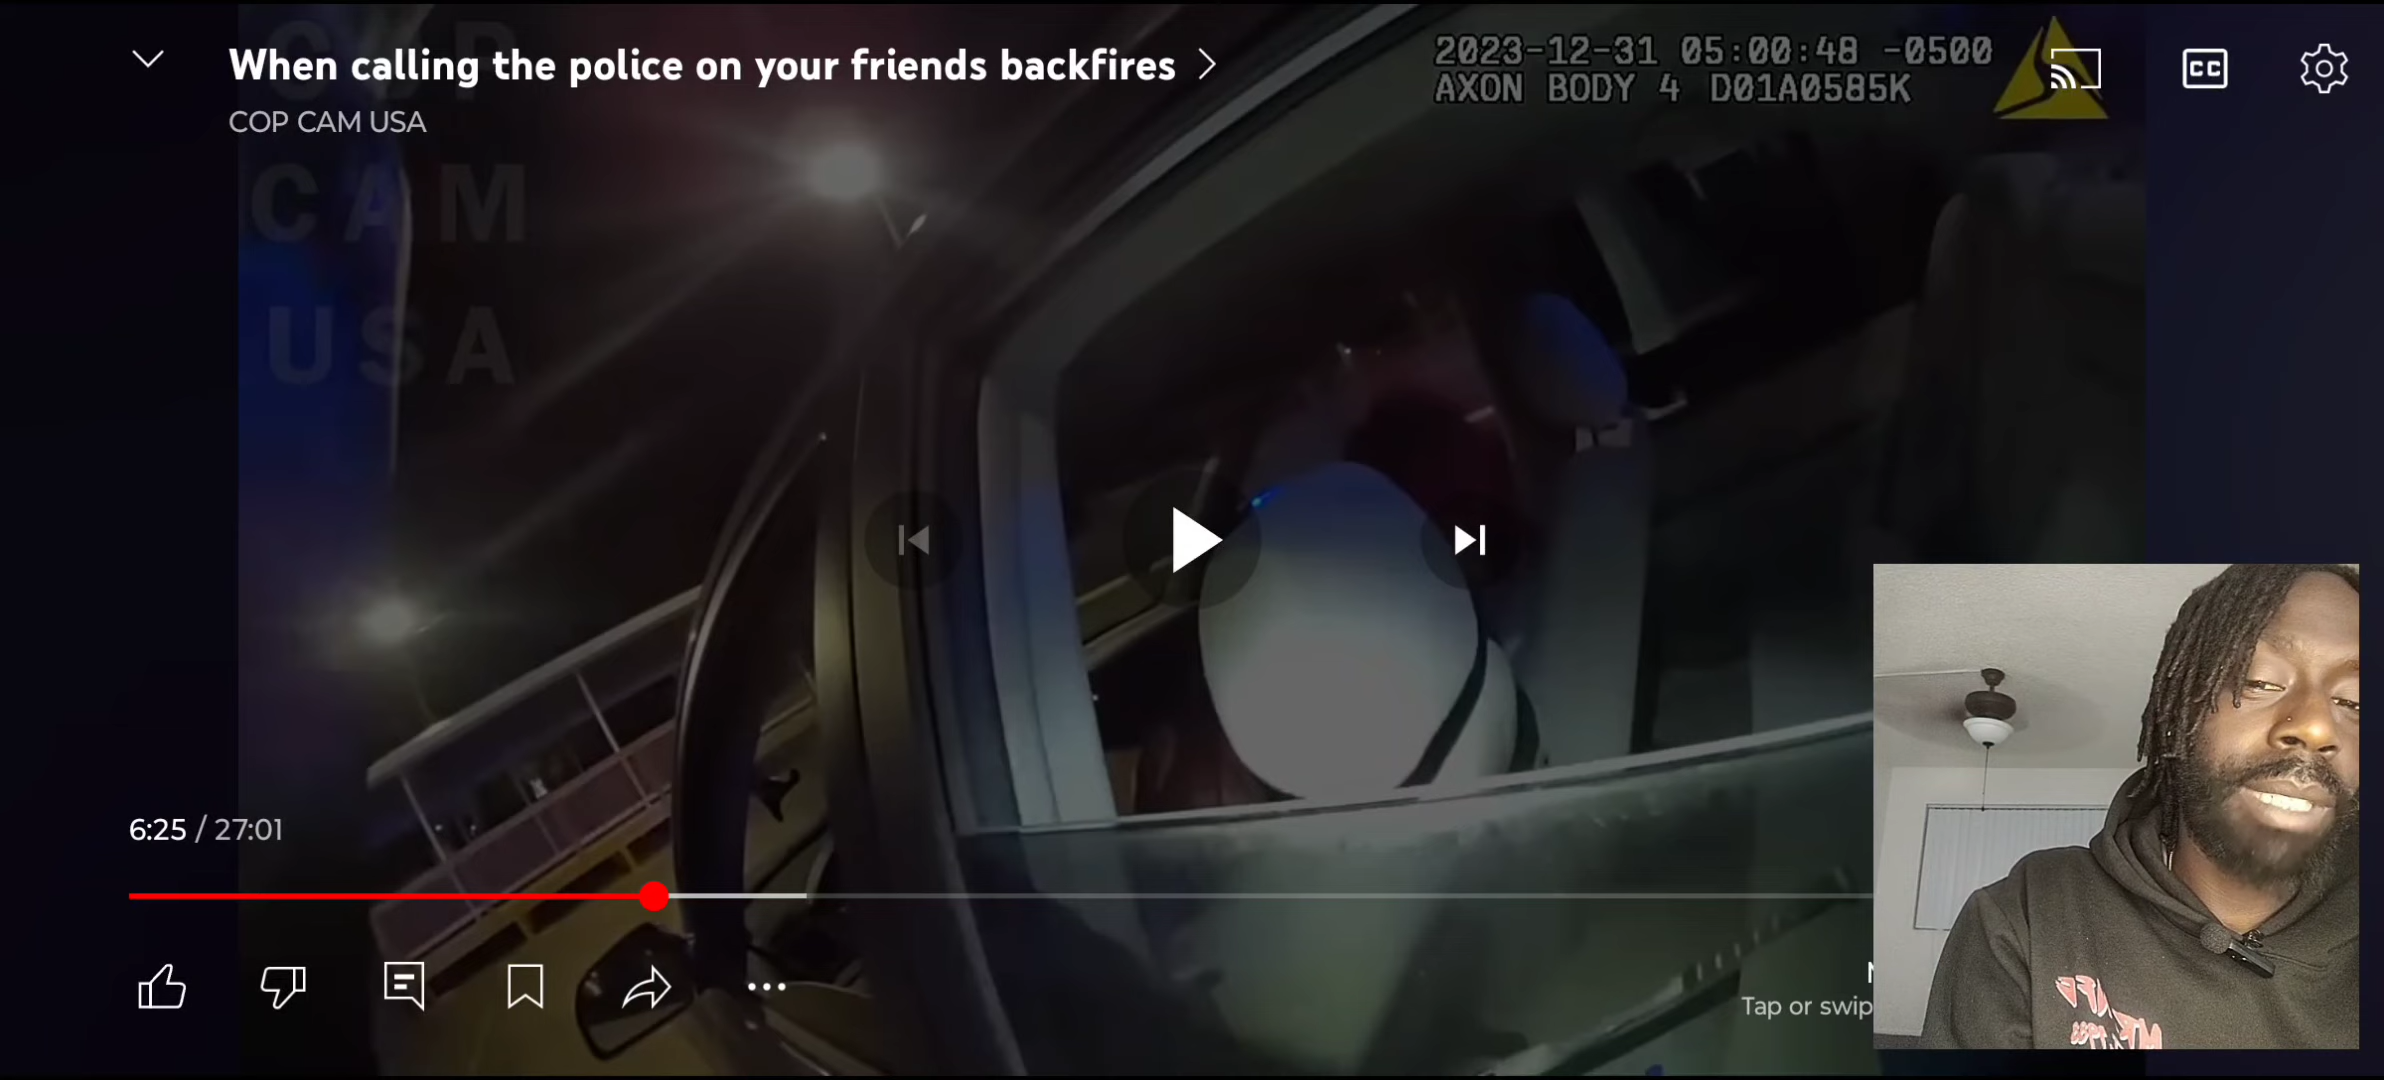 When calling the police on your friends backfires
COP CAM USA
2023-12-31 05:00:48 -0500
AXON BODY 4 D01A0585K
CC
COP
CAM
USA
6:25 / 27:01
Tap or swip